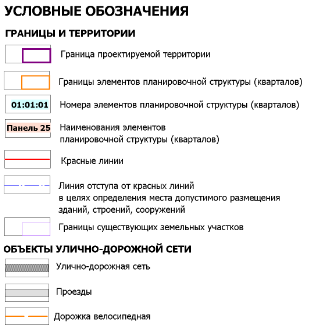 УСЛОВНЫЕ ОБОЗНАЧЕНИЯ
ГРАНИЦЫ И ТЕРРИТОРИИ
Граница проектируемой территории
Границы элементов планировочной структуры (кварталов)
01:01:01 Номера элементов планировочной структуры (кварталов)
Панель 25 Наименования элементов
планировочной структуры (кварталов)
Красные линии
Линия отступа от красных линий
в целях определения места допустимого размещения
зданий, строений, сооружений
Границы существующих земельных участков
ОБЪЕКТЫ УЛИЧНО-ДОРОЖНОЙ СЕТИ
Улично-дорожная сеть
Проезды
Дорожка велосипедная